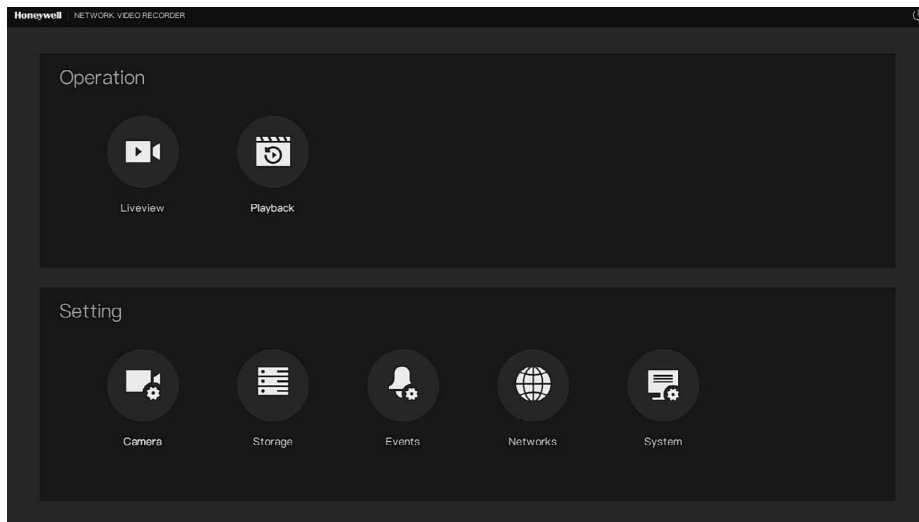 Honeywell NETWORK VIDEO RECORDER
Operation
Liveview Playback
Setting
Camera Storage Events Networks System